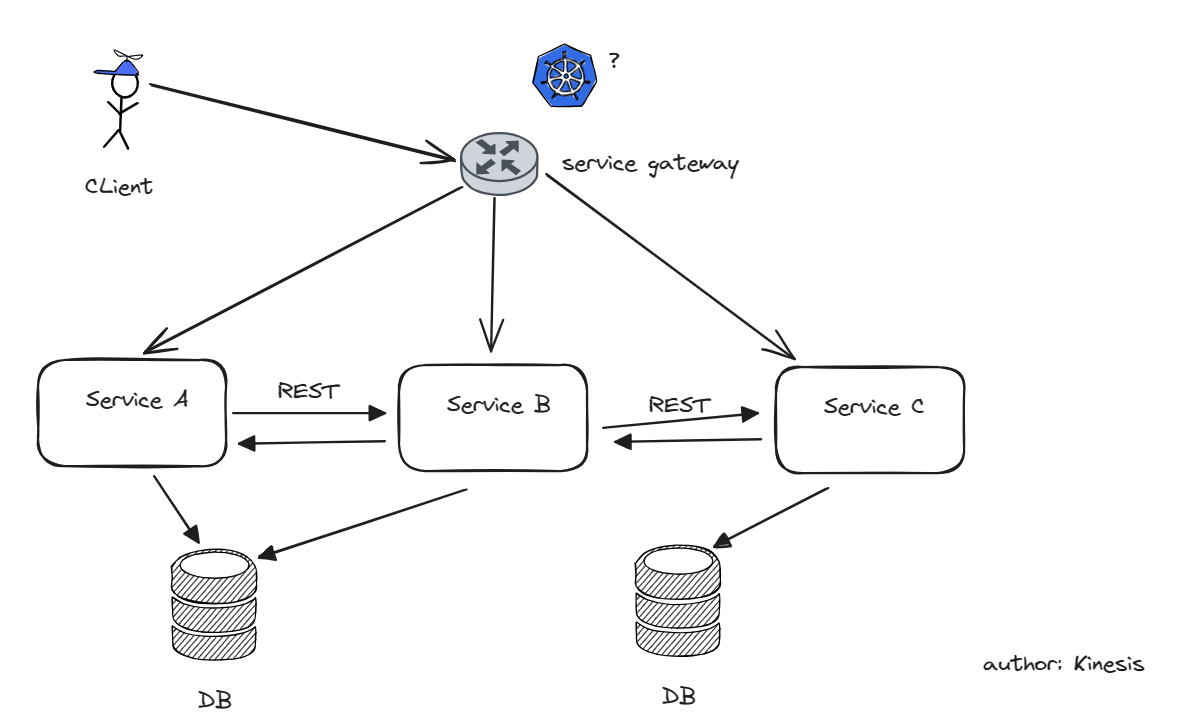 ?
service gateway
CLient
Service A
REST
Service B
REST
Service C
DB
DB
author: Kinesis